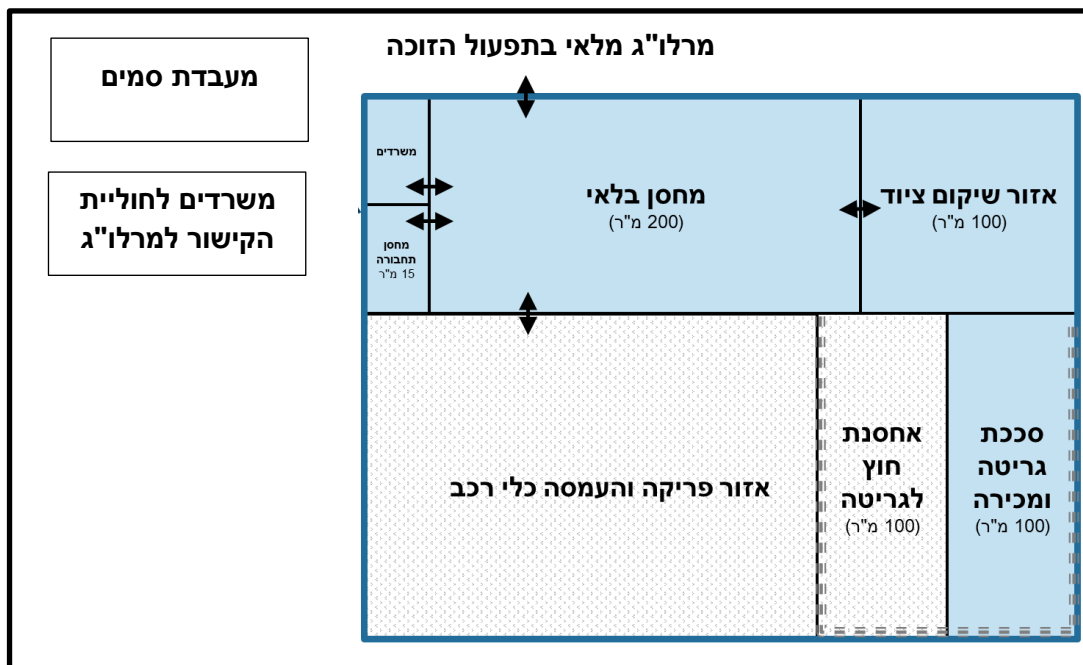 מרלו"ג מלאי בתפעול הזוכה
מעבדת סמים
משרדים לחוליית
הקישור למרלו"ג
אזור שיקום ציוד
(100 מ"ר)
מחסן בלאי
(200 מ"ר)
משרדים
מחסן
תחבורה
15 מ"ר
סככת
גריטה
ומכירה
(100 מ"ר)
אחסנת
חוץ
לגריטה
(100 מ"ר)
אזור פריקה והעמסה כלי רכב